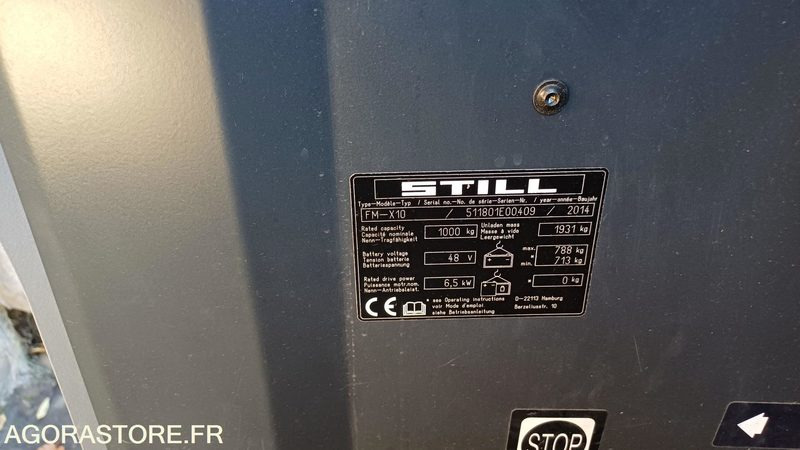 STILL
Type-Modèle-Typ / Serial no.-No. de série-Serien-Nr. / year-année-Baujahr
FM-X10 / 511801E00409 / 2014
Rated capacity
Capacité nominale
Nenn-Tragfähigkeit
1000 kg
Unladen mass
Masse à vide
Leergewicht
1931 kg
Battery voltage
Tension batterie
Batteriespannung
48 V
max. 788 kg
min. 713 kg
Rated drive power
Puissance motr.nom.
Nenn-Antriebsleist.
6,5 kW
* 0 kg
CE
* see Operating instructions
voir Mode d'emploi
siehe Betriebsanleitung
D-22113 Hamburg
Berzeliusstr. 10
STOP
AGORASTORE.FR